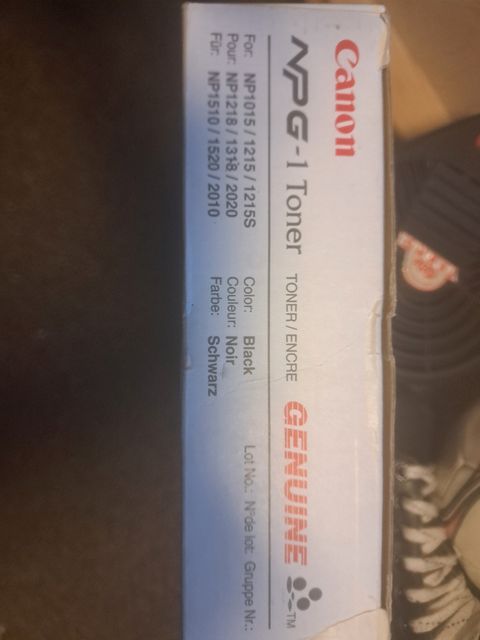 Canon
NPG-1 Toner TONER / ENCRE GENUINE TM
For: NP1015 / 1215 / 1215S Color: Black Lot No.:
Pour: NP1218 / 1318 / 2020 Couleur: Noir N°de lot:
Für: NP1510 / 1520 / 2010 Farbe: Schwarz Gruppe Nr.: